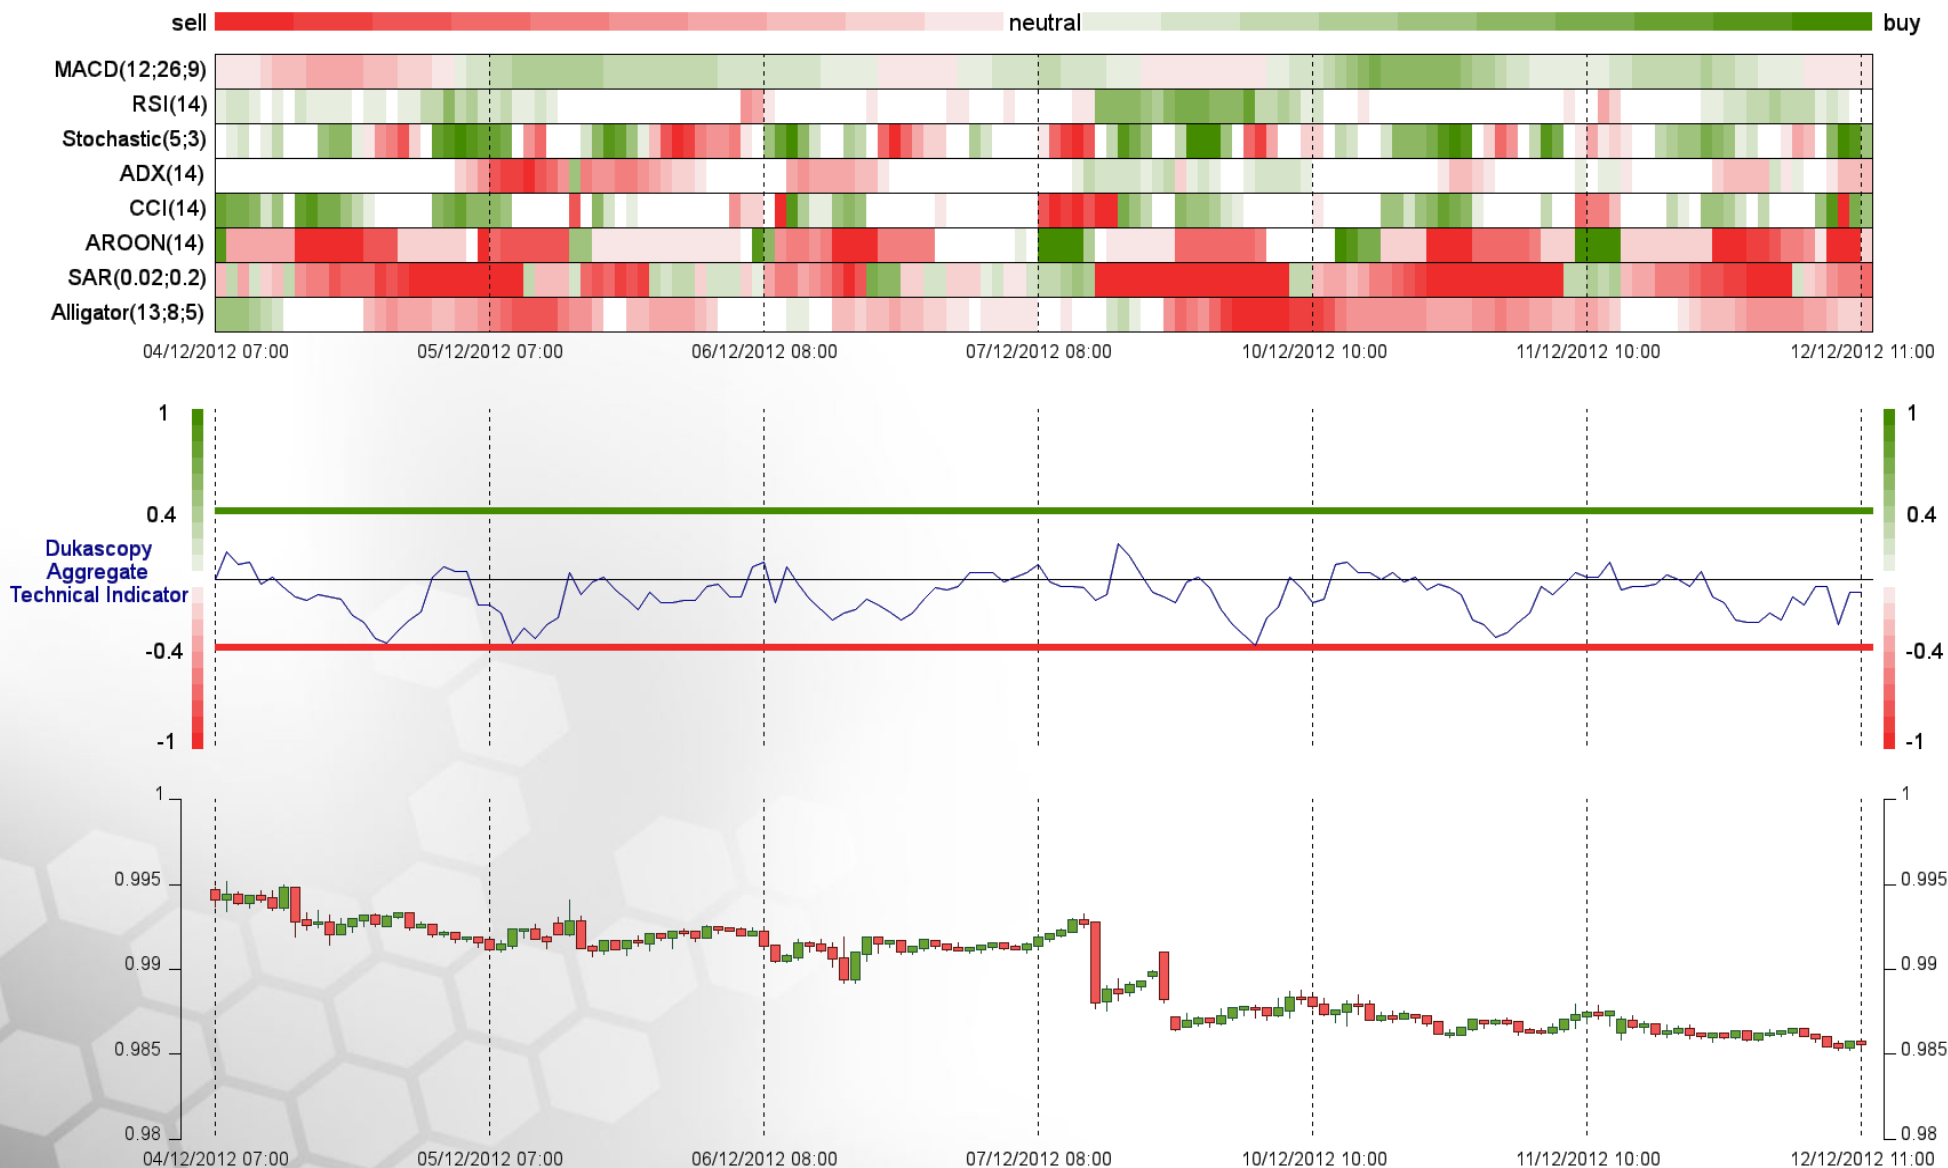 sell neutral buy
MACD(12;26;9)
RSI(14)
Stochastic(5;3)
ADX(14)
CCI(14)
AROON(14)
SAR(0.02;0.2)
Alligator(13;8;5)
04/12/2012 07:00 05/12/2012 07:00 06/12/2012 08:00 07/12/2012 08:00 10/12/2012 10:00 11/12/2012 10:00 12/12/2012 11:00
1 1
0.4 0.4
Dukascopy
Aggregate
Technical Indicator
-0.4 -0.4
-1 -1
1 1
0.995 0.995
0.99 0.99
0.985 0.985
0.98 0.98
04/12/2012 07:00 05/12/2012 07:00 06/12/2012 08:00 07/12/2012 08:00 10/12/2012 10:00 11/12/2012 10:00 12/12/2012 11:00